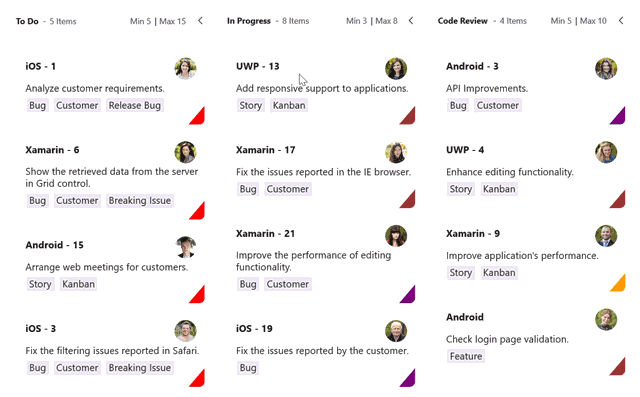 To Do - 5 Items
Min 5 | Max 15
iOS - 1
Analyze customer requirements.
Bug Customer Release Bug
Xamarin - 6
Show the retrieved data from the server
in Grid control.
Bug Customer Breaking Issue
Android - 15
Arrange web meetings for customers.
Story Kanban
iOS - 3
Fix the filtering issues reported in Safari.
Bug Customer Breaking Issue
In Progress - 8 Items
Min 3 | Max 8
UWP - 13
Add responsive support to applications.
Story Kanban
Xamarin - 17
Fix the issues reported in the IE browser.
Bug Customer
Xamarin - 21
Improve the performance of editing
functionality.
Bug Customer
iOS - 19
Fix the issues reported by the customer.
Bug
Code Review - 4 Items
Min 5 | Max 10
Android - 3
API Improvements.
Bug Customer
UWP - 4
Enhance editing functionality.
Story Kanban
Xamarin - 9
Improve application's performance.
Story Kanban
Android
Check login page validation.
Feature